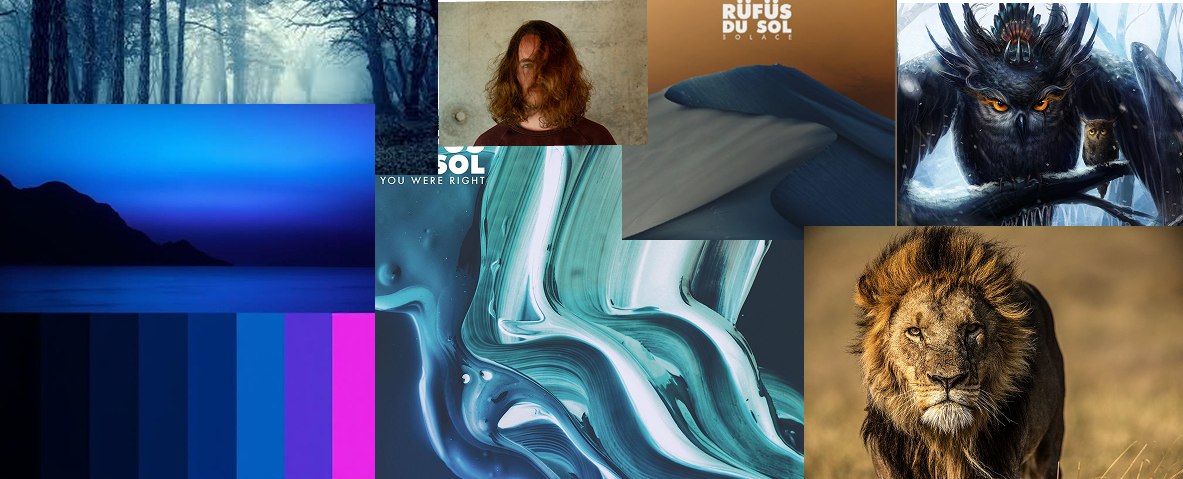 RÜFÜS
DU SOL
SOLACE
SOL
YOU WERE RIGHT